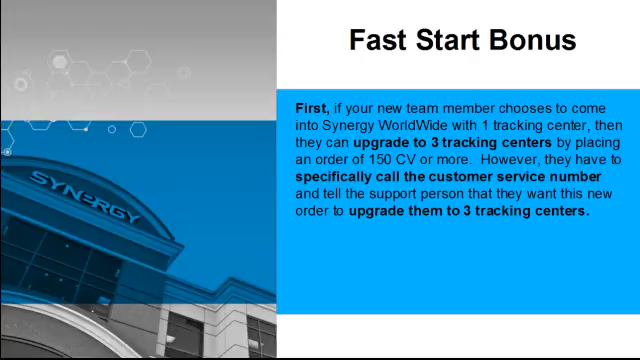 Fast Start Bonus
First, if your new team member chooses to come
into Synergy WorldWide with 1 tracking center, then
they can upgrade to 3 tracking centers by placing
an order of 150 CV or more.  However, they have to
specifically call the customer service number
and tell the support person that they want this new
order to upgrade them to 3 tracking centers.
SYNERGY